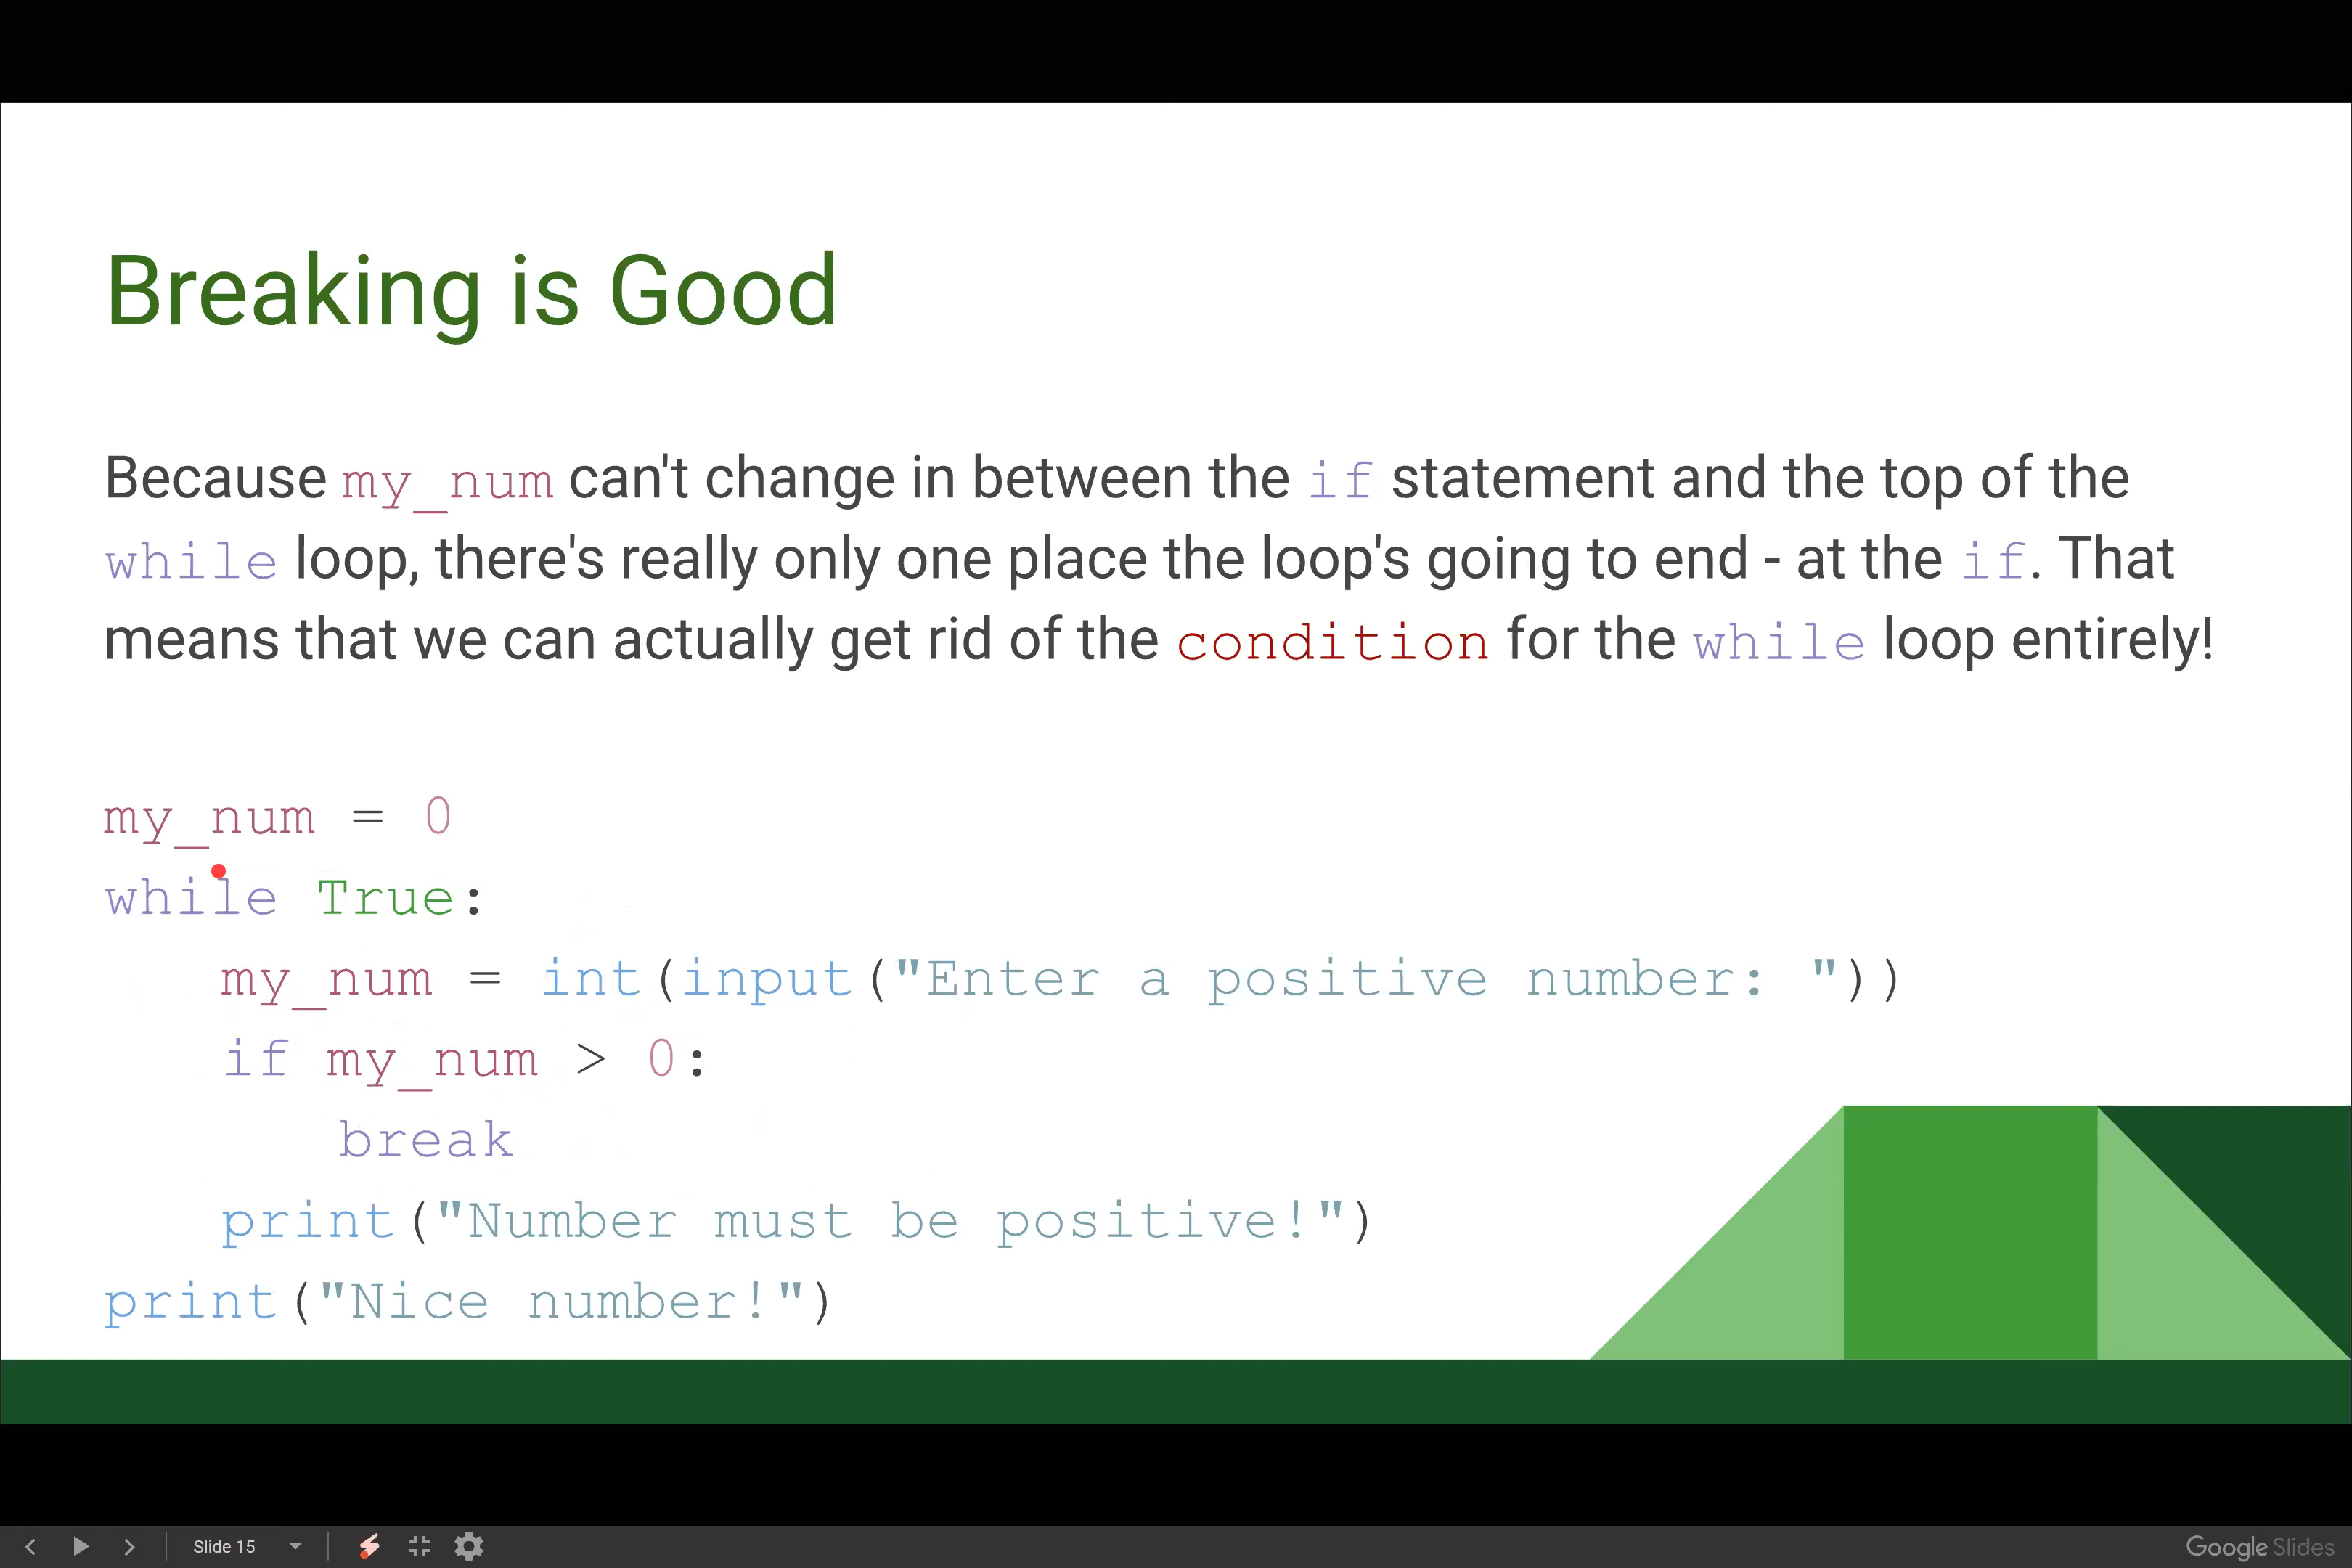 Breaking is Good
Because my_num can't change in between the if statement and the top of the
while loop, there's really only one place the loop's going to end - at the if. That
means that we can actually get rid of the condition for the while loop entirely!
my_num = 0
while True:
    my_num = int(input("Enter a positive number: "))
    if my_num > 0:
        break
    print("Number must be positive!")
print("Nice number!")
Slide 15
Google Slides